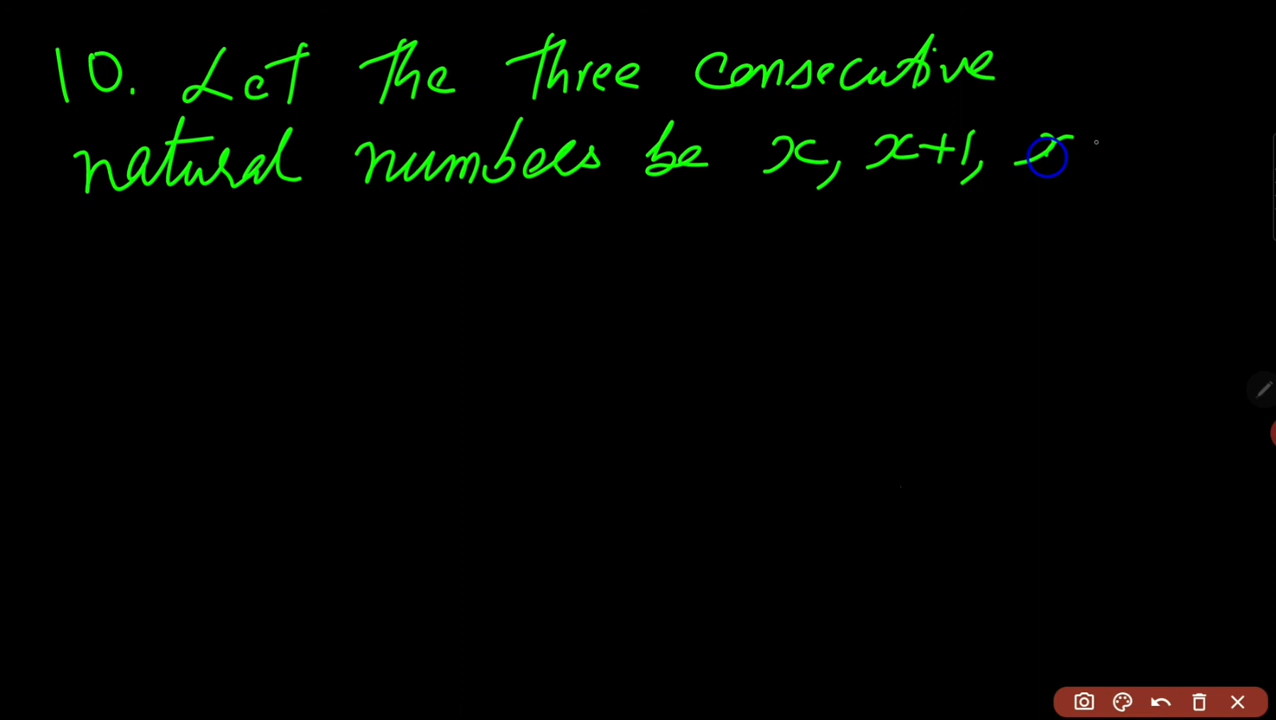 10. Let the three consecutive
natural numbers be x, x+1, x